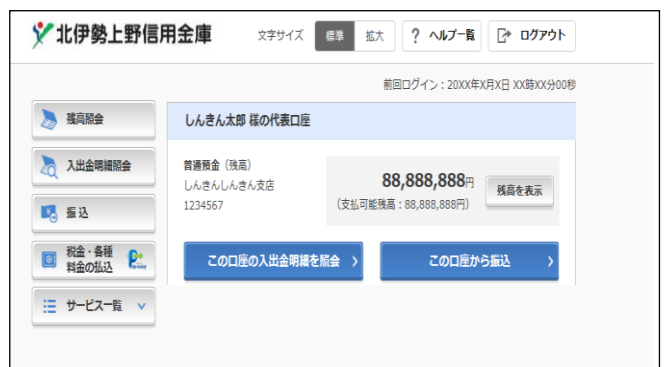 北伊勢上野信用金庫
文字サイズ 標準 拡大 ? ヘルプ一覧 ログアウト
前回ログイン：20XX年X月X日 XX時XX分00秒
残高照会
入出金明細照会
振込
税金・各種
料金の払込
Pay-easy
サービス一覧
しんきん太郎 様の代表口座
普通預金（残高）
しんきんしんきん支店
1234567
88,888,888円
（支払可能残高：88,888,888円）
残高を表示
この口座の入出金明細を照会
この口座から振込